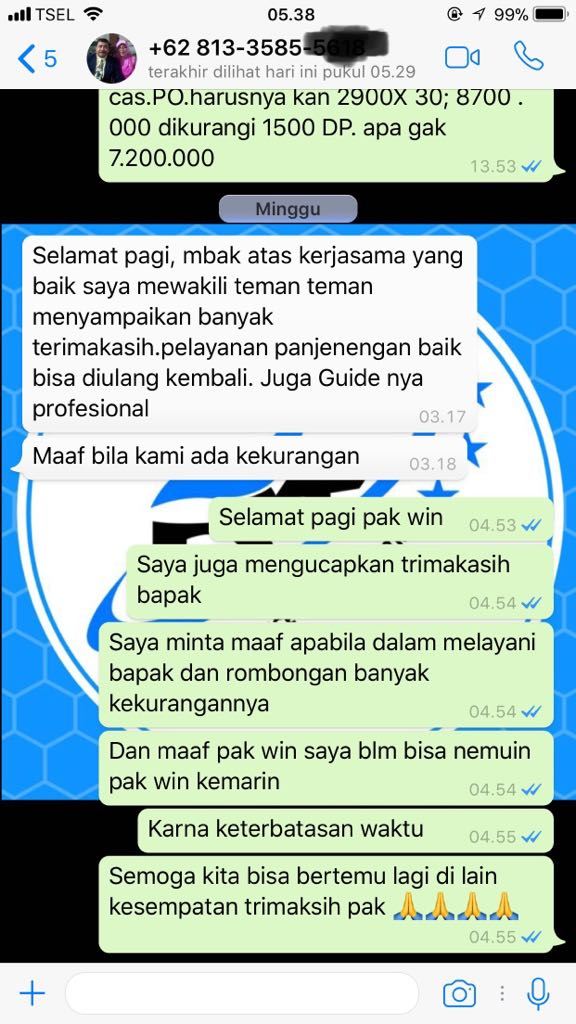 TSEL
05.38
99%
5
+62 813-3585-
terakhir dilihat hari ini pukul 05.29
cas.PO.harusnya kan 2900X 30; 8700 .
000 dikurangi 1500 DP. apa gak
7.200.000
13.53
Minggu
Selamat pagi, mbak atas kerjasama yang
baik saya mewakili teman teman
menyampaikan banyak
terimakasih.pelayanan panjenengan baik
bisa diulang kembali. Juga Guide nya
profesional
03.17
Maaf bila kami ada kekurangan
03.18
Selamat pagi pak win
04.53
Saya juga mengucapkan trimakasih
bapak
04.54
Saya minta maaf apabila dalam melayani
bapak dan rombongan banyak
kekurangannya
04.54
Dan maaf pak win saya blm bisa nemuin
pak win kemarin
04.54
Karna keterbatasan waktu
04.55
Semoga kita bisa bertemu lagi di lain
kesempatan trimaksih pak 🙏🙏🙏🙏
04.55